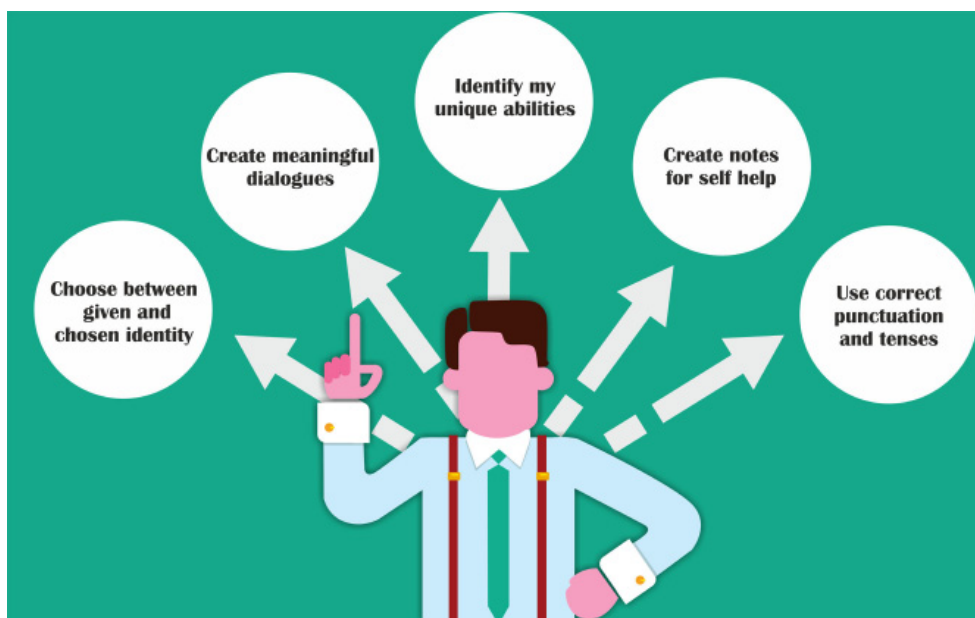 Choose between
given and
chosen identity
Create meaningful
dialogues
Identify my
unique abilities
Create notes
for self help
Use correct
punctuation
and tenses